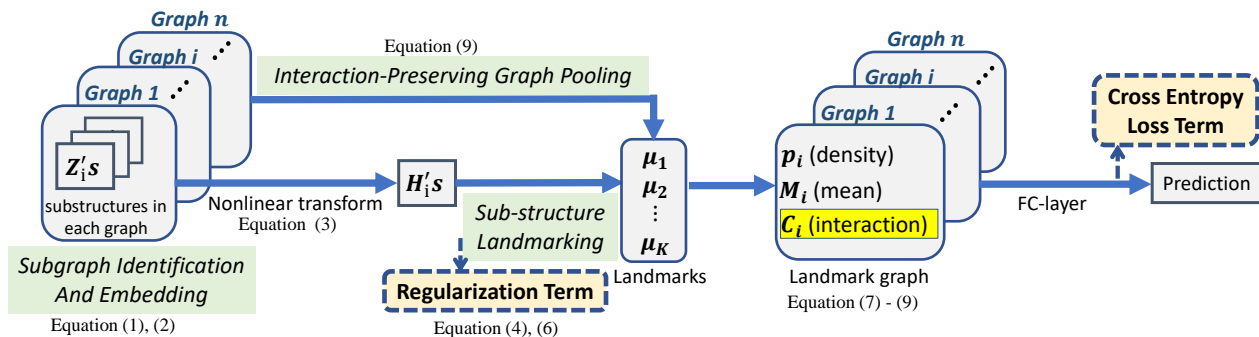 Graph n
Graph i
Graph 1
Z'ᵢs
substructures in
each graph
Subgraph Identification
And Embedding
Equation (1), (2)
Equation (9)
Interaction-Preserving Graph Pooling
Nonlinear transform
Equation (3)
H'ᵢs
Sub-structure
Landmarking
Regularization Term
Equation (4), (6)
μ₁
μ₂
⋮
μ_K
Landmarks
Graph n
Graph i
Graph 1
pᵢ (density)
Mᵢ (mean)
Cᵢ (interaction)
Landmark graph
Equation (7) - (9)
Cross Entropy
Loss Term
FC-layer
Prediction